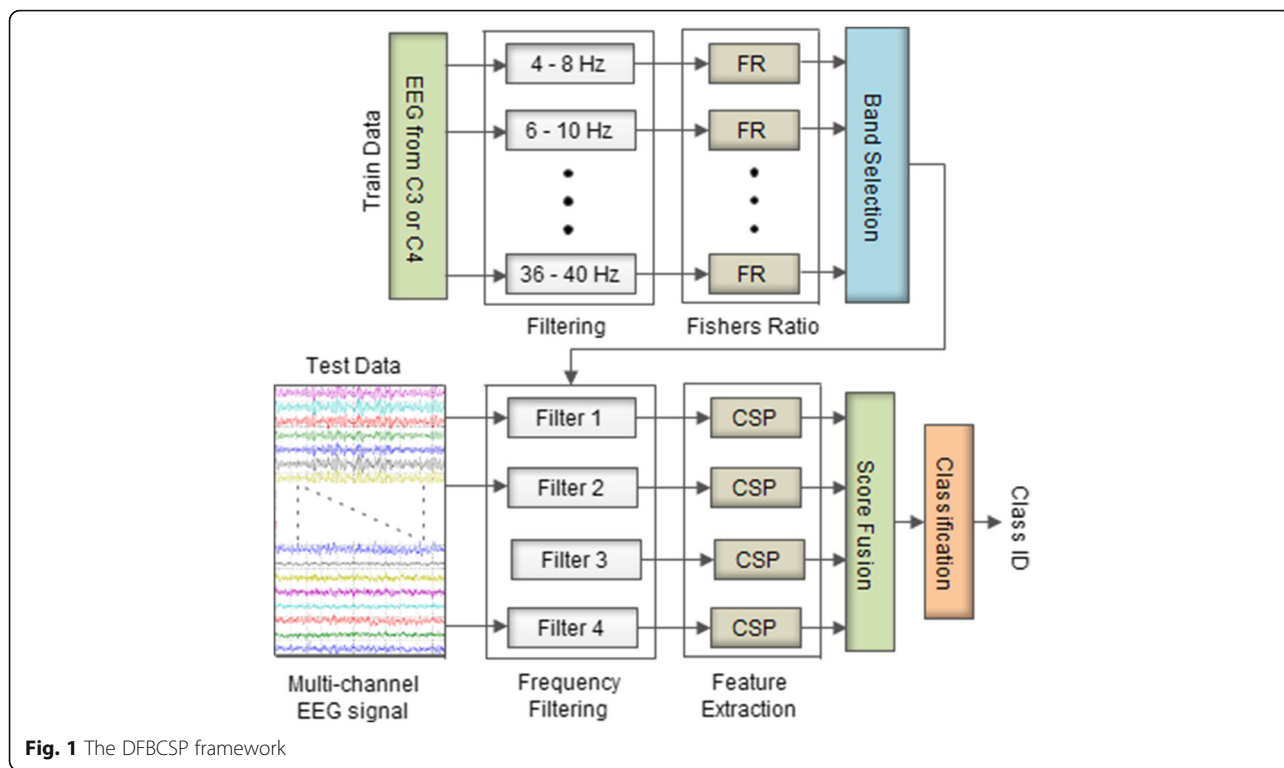 Train Data
EEG from C3 or C4
4 - 8 Hz
FR
6 - 10 Hz
FR
36 - 40 Hz
FR
Band Selection
Filtering
Fishers Ratio
Test Data
Filter 1
CSP
Filter 2
CSP
Filter 3
CSP
Filter 4
CSP
Score Fusion
Classification
Class ID
Multi-channel
EEG signal
Frequency
Filtering
Feature
Extraction
Fig. 1 The DFBCSP framework